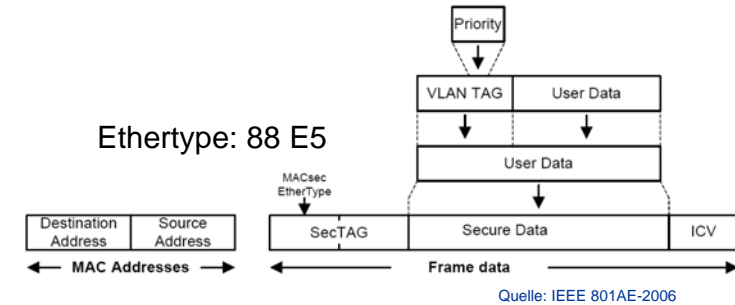 Priority
VLAN TAG
User Data
Ethertype: 88 E5
User Data
MACsec
EtherType
Destination
Address
Source
Address
SecTAG
Secure Data
ICV
MAC Addresses
Frame data
Quelle: IEEE 801AE-2006